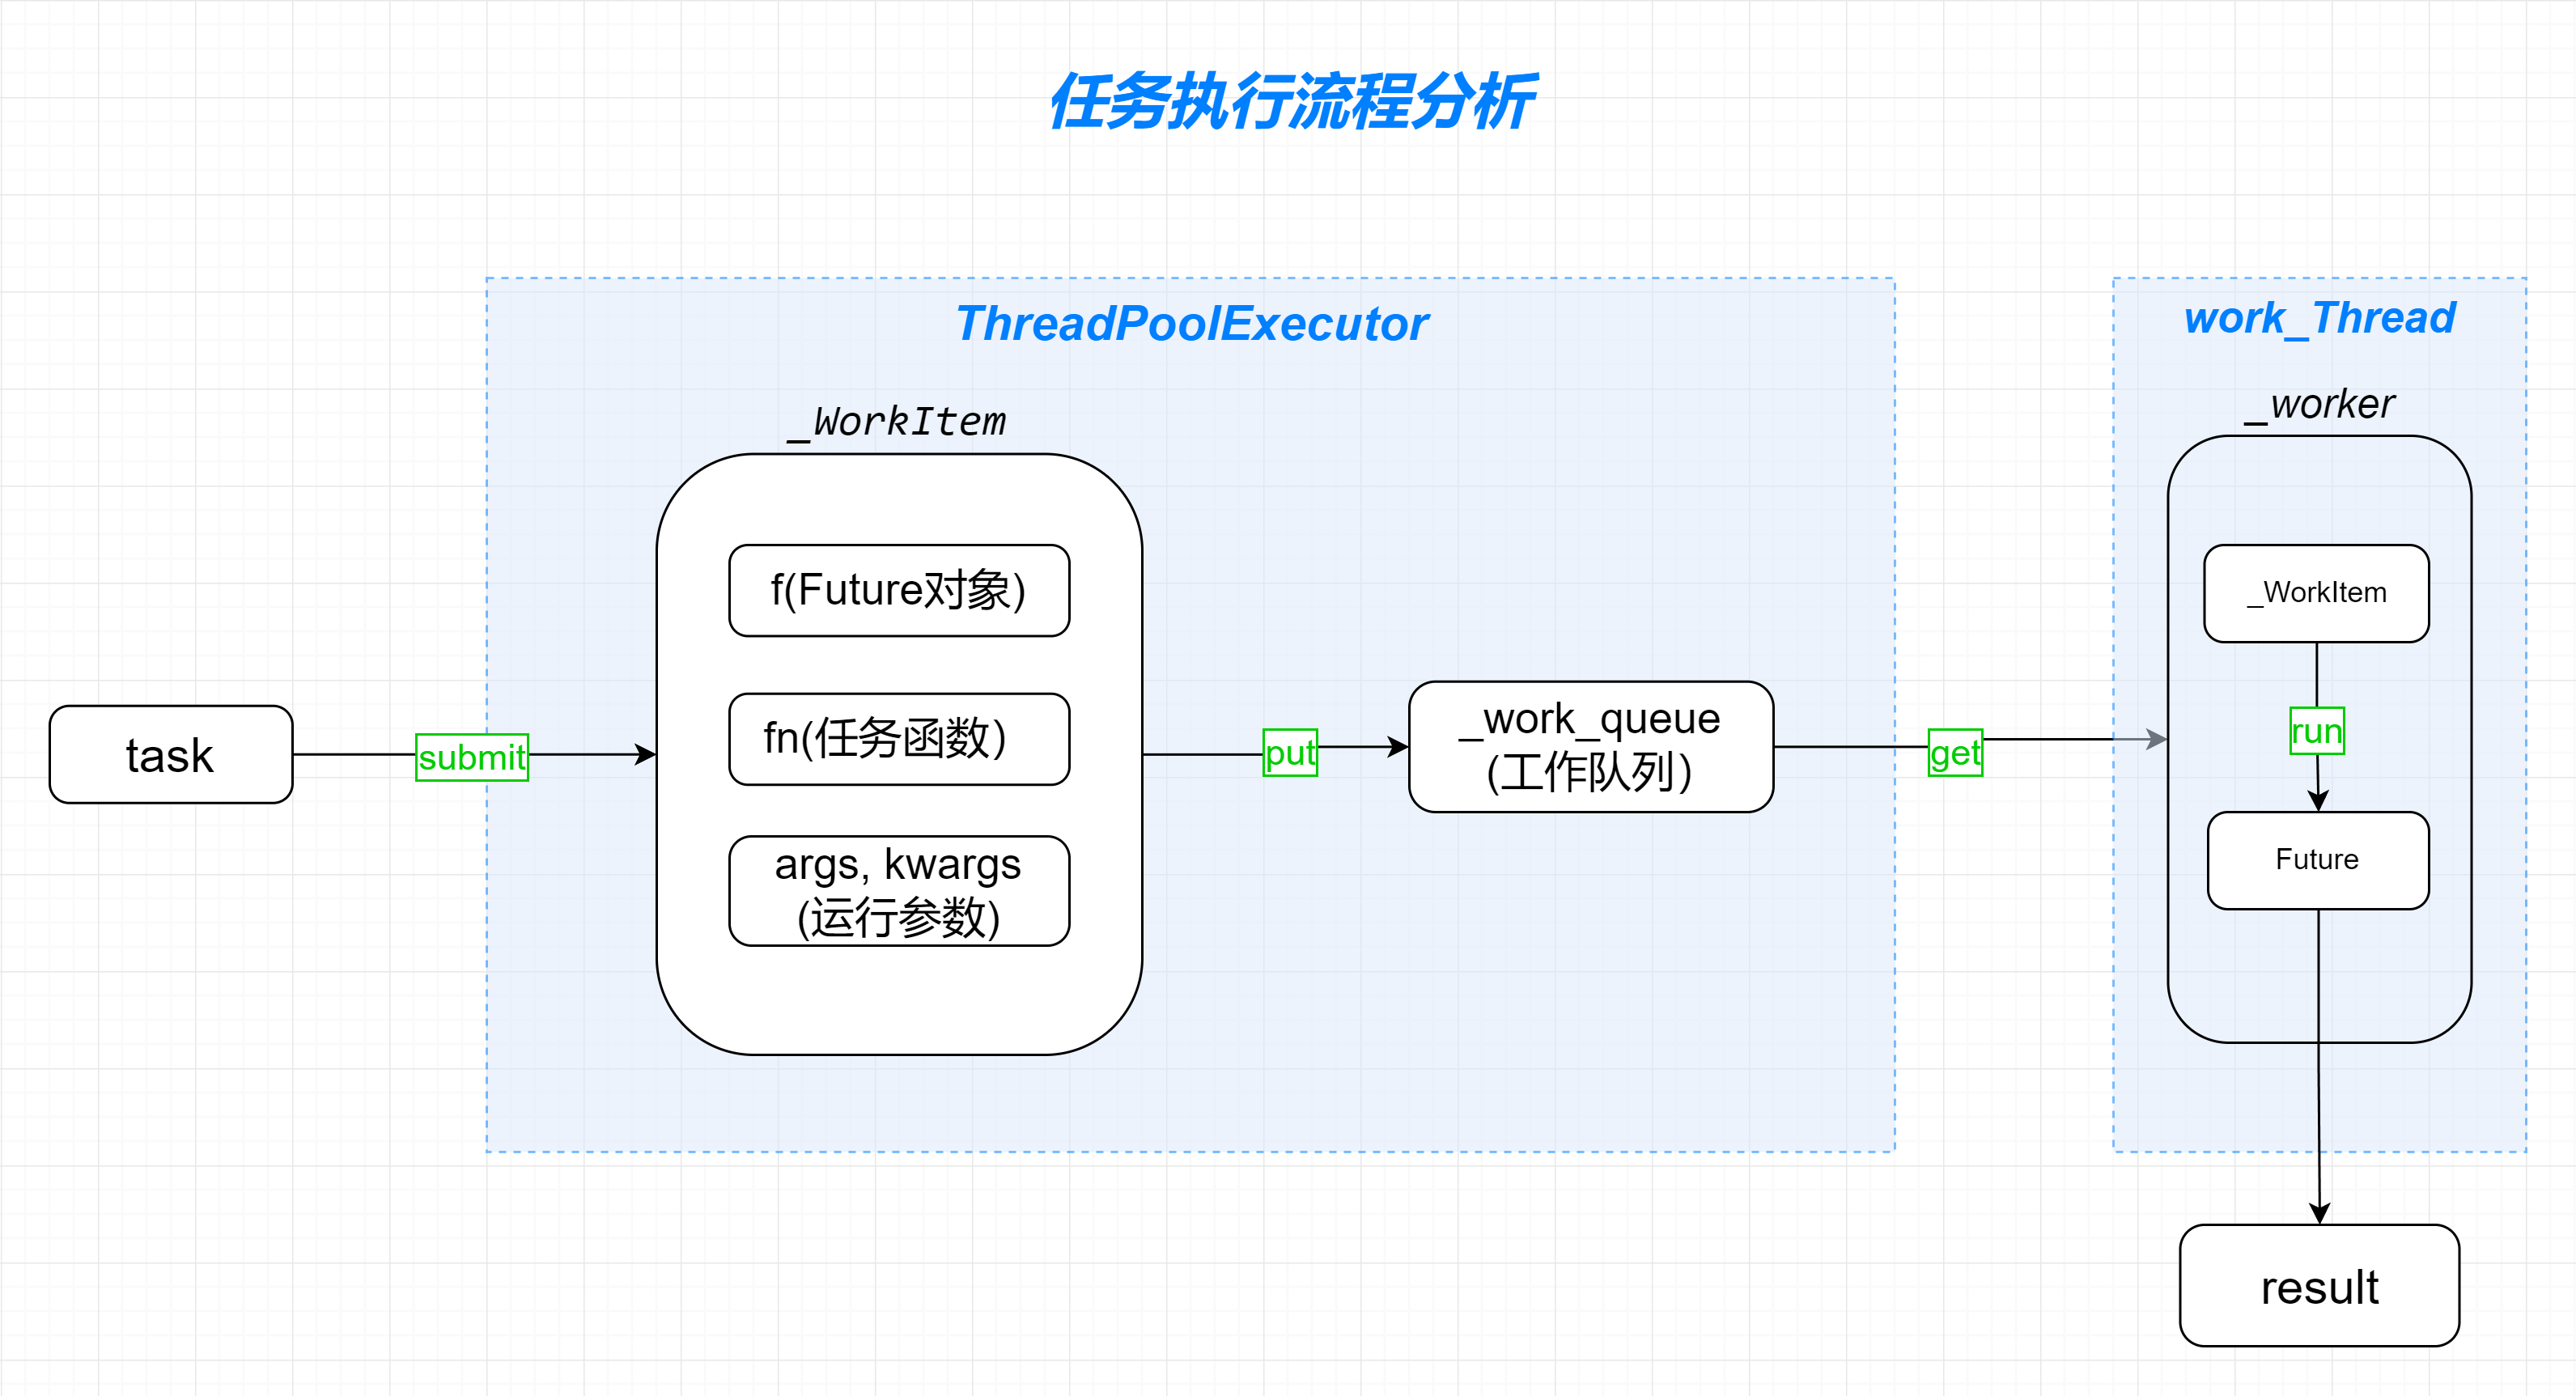 任务执行流程分析
ThreadPoolExecutor
_WorkItem
f(Future对象)
fn(任务函数）
args, kwargs
(运行参数)
task
submit
put
_work_queue
(工作队列）
get
work_Thread
_worker
_WorkItem
run
Future
result